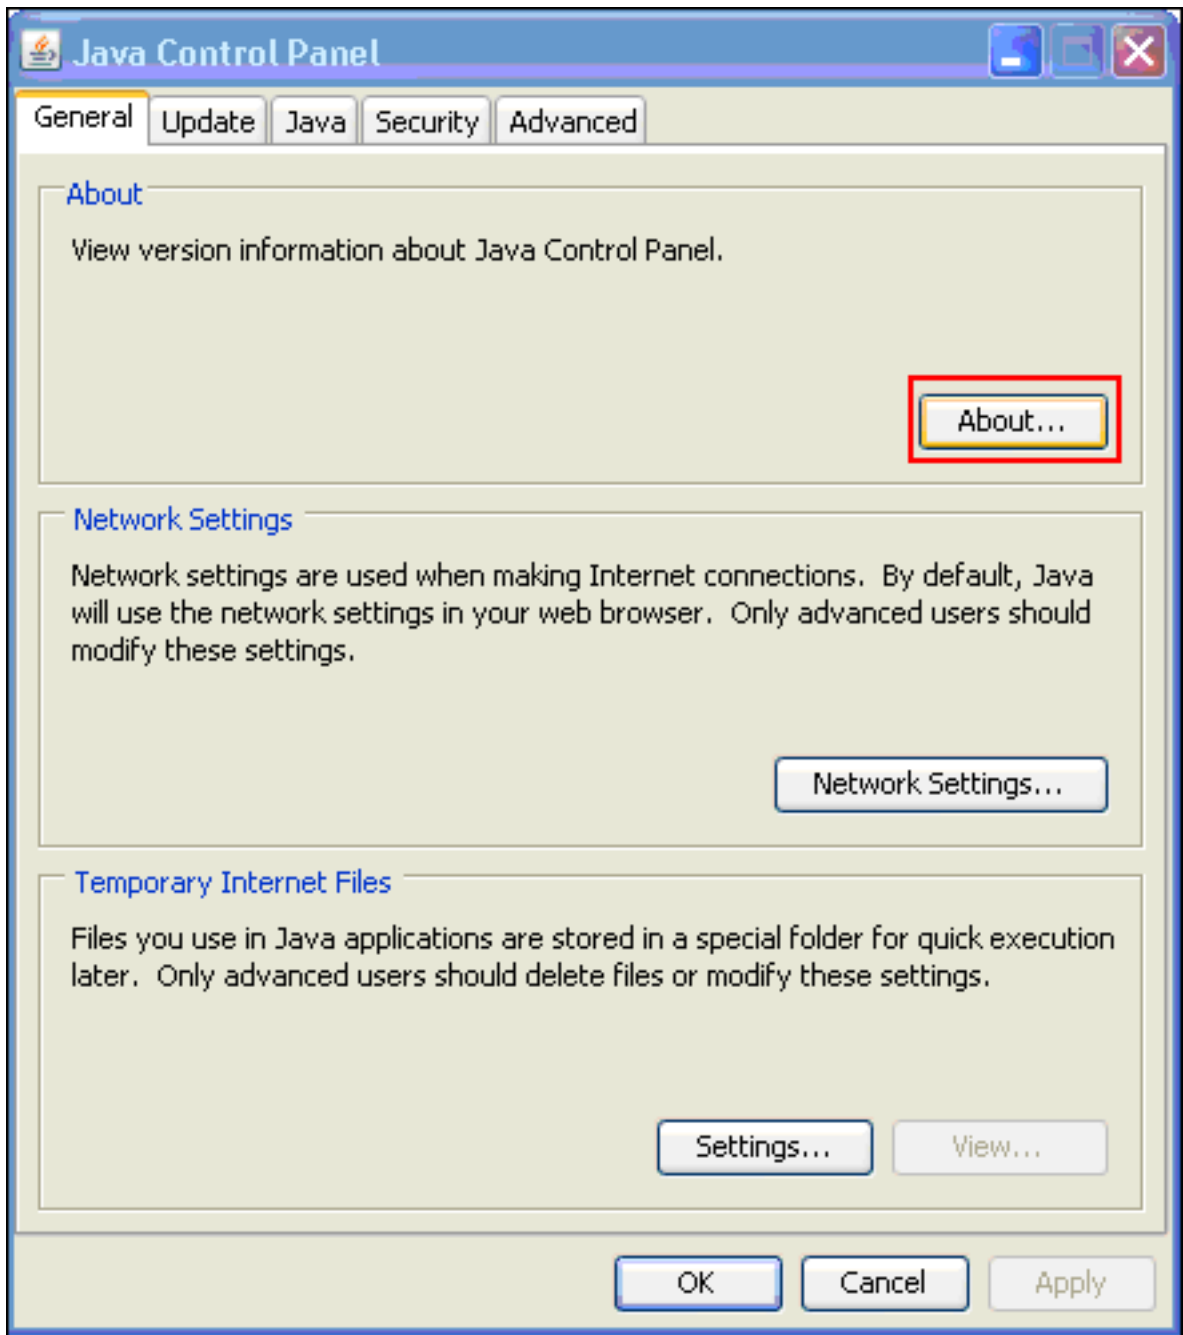 Java Control Panel
General Update Java Security Advanced
About
View version information about Java Control Panel.
About...
Network Settings
Network settings are used when making Internet connections.  By default, Java
will use the network settings in your web browser.  Only advanced users should
modify these settings.
Network Settings...
Temporary Internet Files
Files you use in Java applications are stored in a special folder for quick execution
later.  Only advanced users should delete files or modify these settings.
Settings... View...
OK Cancel Apply